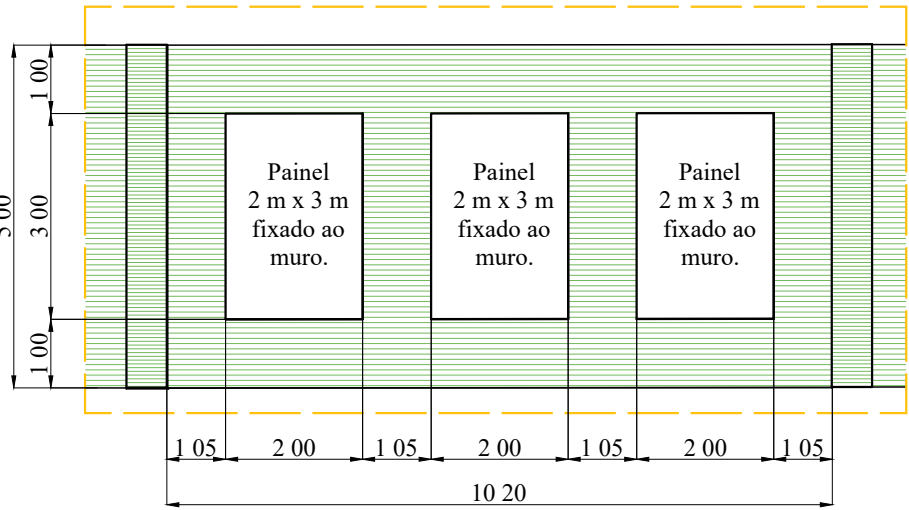 1 00
3 00
5 00
1 00
Painel
2 m x 3 m
fixado ao
muro.
Painel
2 m x 3 m
fixado ao
muro.
Painel
2 m x 3 m
fixado ao
muro.
1 05
2 00
1 05
2 00
1 05
2 00
1 05
10 20